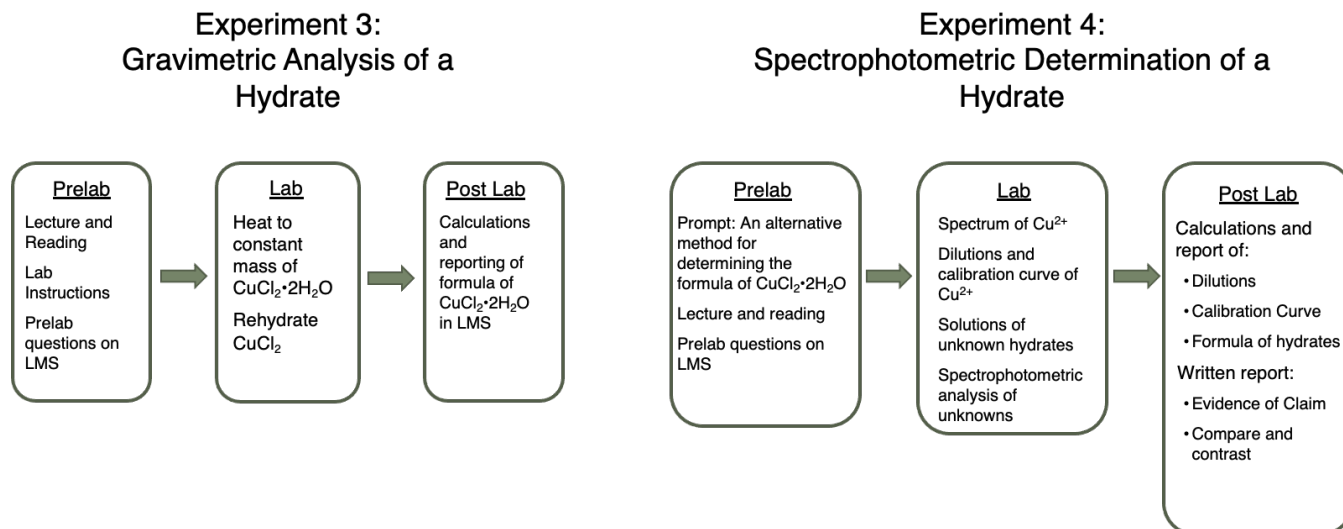 Experiment 3:
Gravimetric Analysis of a
Hydrate
Prelab
Lecture and
Reading
Lab
Instructions
Prelab
questions on
LMS
Lab
Heat to
constant
mass of
CuCl₂•2H₂O
Rehydrate
CuCl₂
Post Lab
Calculations
and
reporting of
formula of
CuCl₂•2H₂O
in LMS
Experiment 4:
Spectrophotometric Determination of a
Hydrate
Prelab
Prompt: An alternative
method for
determining the
formula of CuCl₂•2H₂O
Lecture and reading
Prelab questions on
LMS
Lab
Spectrum of Cu²⁺
Dilutions and
calibration curve of
Cu²⁺
Solutions of
unknown hydrates
Spectrophotometric
analysis of
unknowns
Post Lab
Calculations and
report of:
• Dilutions
• Calibration Curve
• Formula of hydrates
Written report:
• Evidence of Claim
• Compare and
contrast